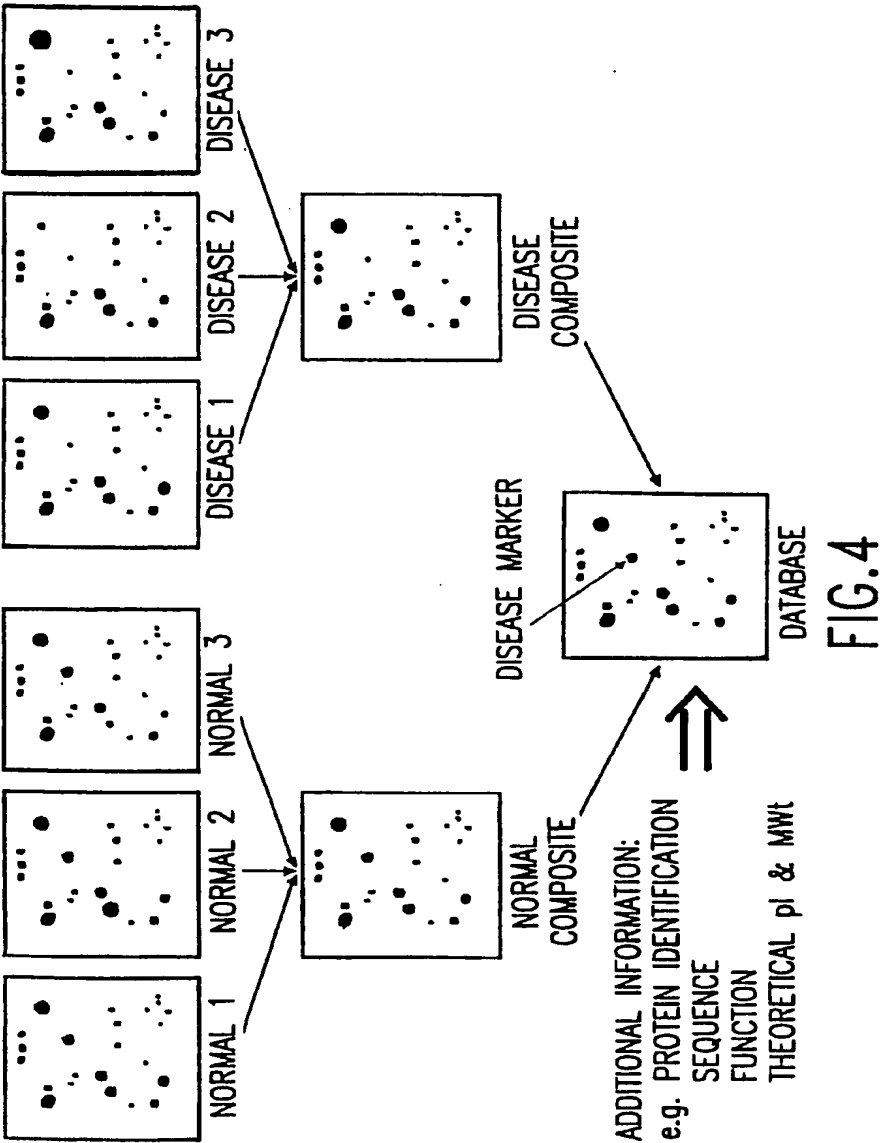 NORMAL 1
NORMAL 2
NORMAL 3
DISEASE 1
DISEASE 2
DISEASE 3
NORMAL
COMPOSITE
DISEASE
COMPOSITE
DISEASE MARKER
ADDITIONAL INFORMATION:
e.g. PROTEIN IDENTIFICATION
SEQUENCE
FUNCTION
THEORETICAL pI & MWt
DATABASE
FIG.4